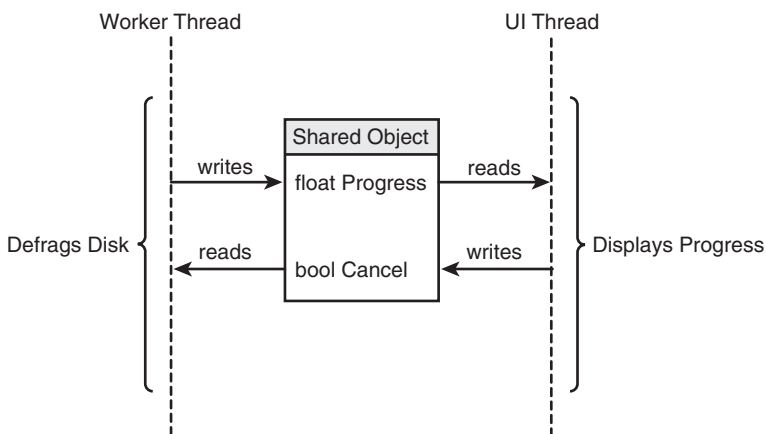 Worker Thread
UI Thread
Shared Object
writes
float Progress
reads
Defrags Disk
Displays Progress
reads
bool Cancel
writes